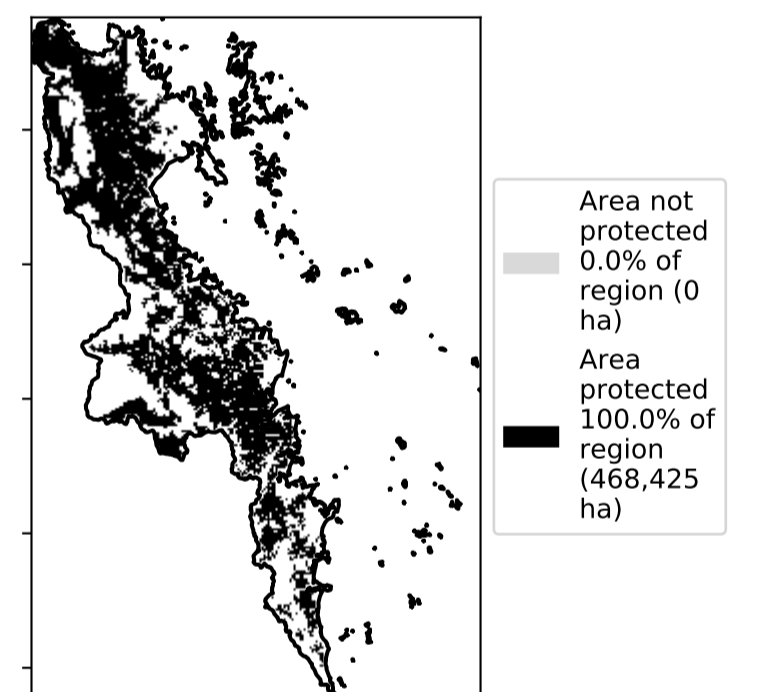 Area not
protected
0.0% of
region (0
ha)
Area
protected
100.0% of
region
(468,425
ha)